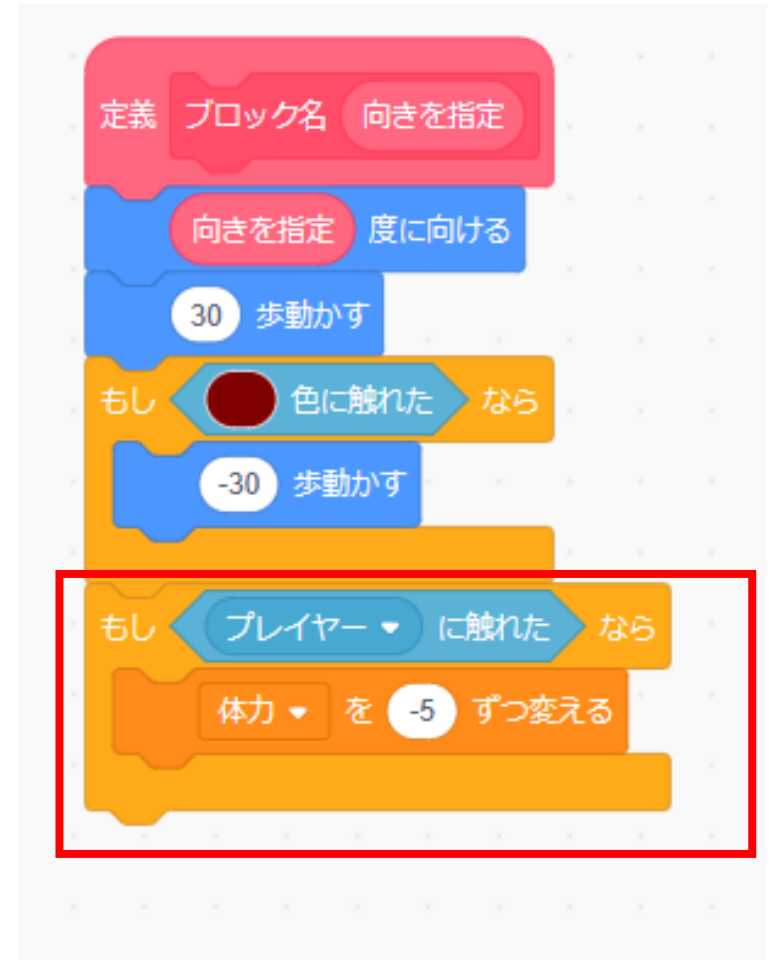 定義 ブロック名 向きを指定
向きを指定 度に向ける
30 歩動かす
もし 色に触れた なら
-30 歩動かす
もし プレイヤー に触れた なら
体力 を -5 ずつ変える